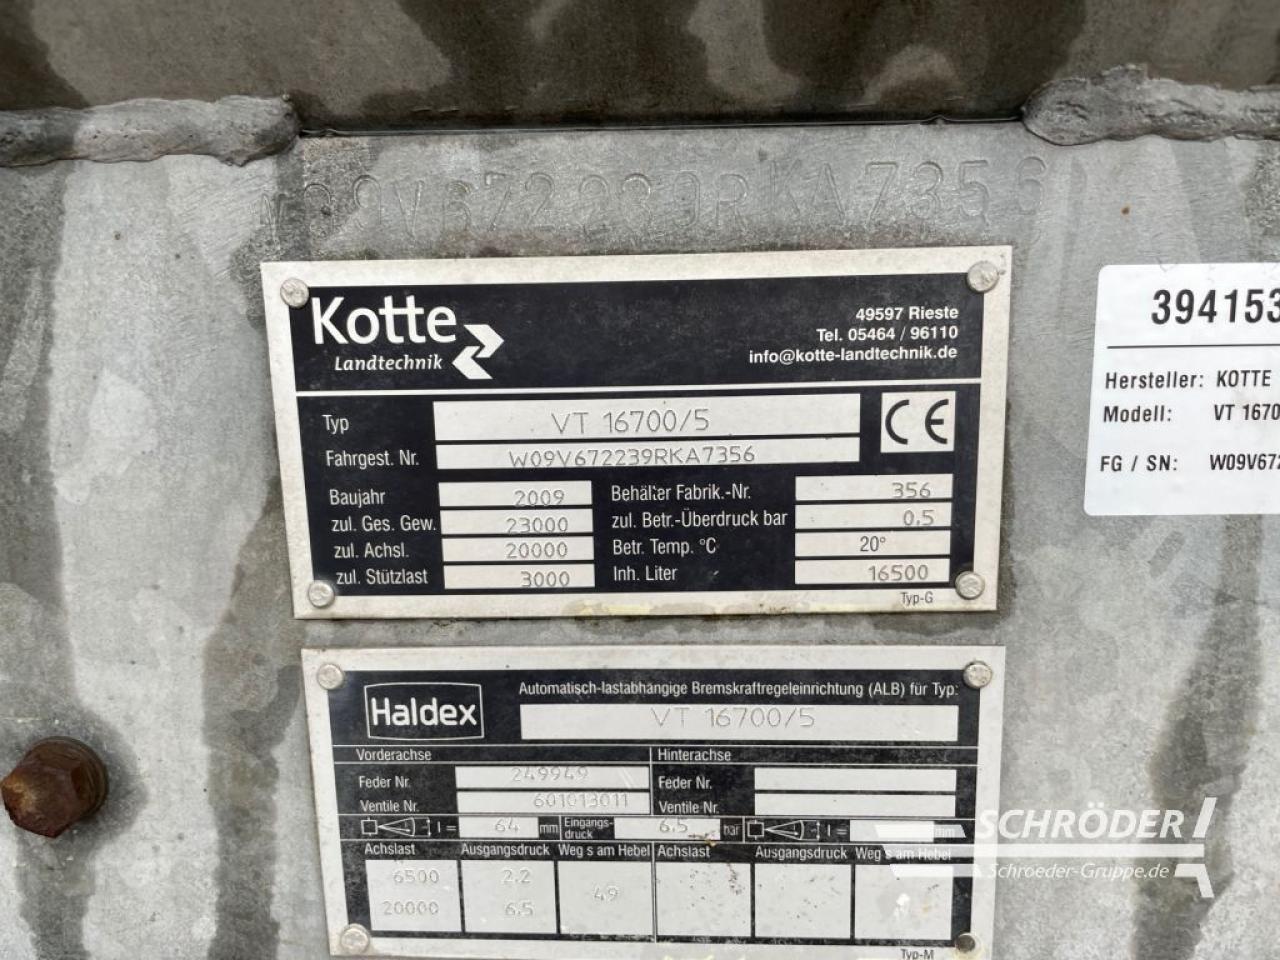 W09V672239RKA7356
Kotte
Landtechnik
49597 Rieste
Tel. 05464 / 96110
info@kotte-landtechnik.de
Typ VT 16700/5 CE
Fahrgest. Nr. W09V672239RKA7356
Baujahr 2009 Behälter Fabrik.-Nr. 356
zul. Ges. Gew. 23000 zul. Betr.-Überdruck bar 0.5
zul. Achsl. 20000 Betr. Temp. °C 20°
zul. Stützlast 3000 Inh. Liter 16500
Typ-G
394153
Hersteller: KOTTE
Modell: VT 1670
FG / SN: W09V672
Haldex
Automatisch-lastabhängige Bremskraftregeleinrichtung (ALB) für Typ:
VT 16700/5
Vorderachse Hinterachse
Feder Nr. 249949 Feder Nr.
Ventile Nr. 601013011 Ventile Nr.
l = 64 mm Eingangs-druck 6.5 bar l = mm
Achslast Ausgangsdruck Weg s am Hebel Achslast Ausgangsdruck Weg s am Hebel
6500 2.2 49
20000 6.5
Typ-M
SCHRÖDER
Schroeder-Gruppe.de